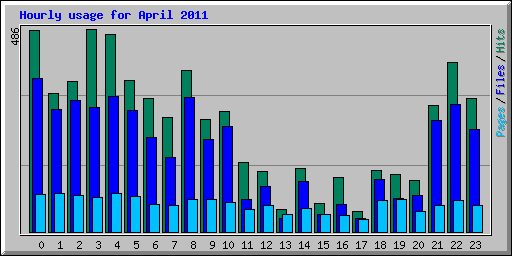 Hourly usage for April 2011
486
Pages / Files / Hits
0 1 2 3 4 5 6 7 8 9 10 11 12 13 14 15 16 17 18 19 20 21 22 23